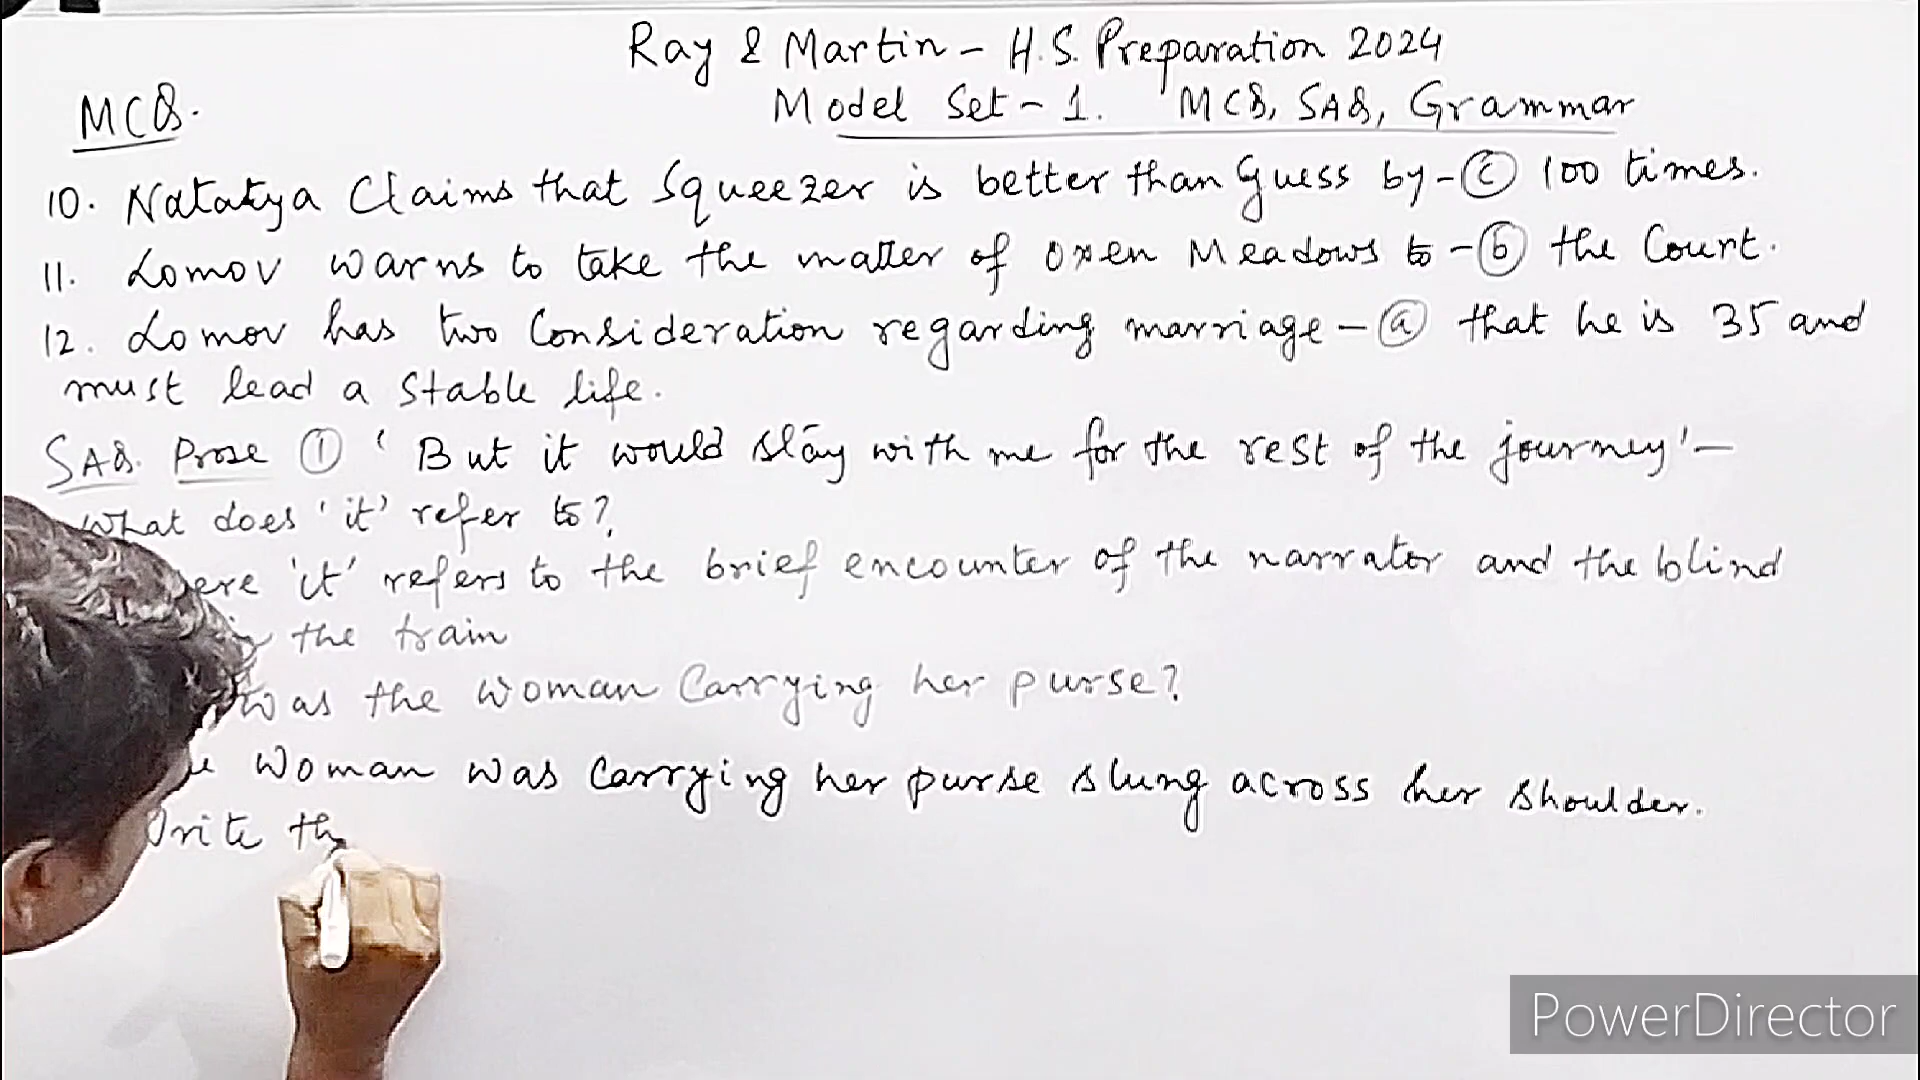 Ray & Martin - H.S. Preparation 2024
MCQ.
Model Set - 1. MCQ, SAQ, Grammar
10. Natalya Claims that Squeezer is better than Guess by - (c) 100 times.
11. Lomov warns to take the matter of Oxen Meadows to - (b) the Court.
12. Lomov has two Consideration regarding marriage - (a) that he is 35 and
must lead a stable life.
SAQ. Prose (1) 'But it would stay with me for the rest of the journey' -
What does 'it' refer to?
ere 'it' refers to the brief encounter of the narrator and the blind
the train
was the woman Carrying her purse?
Woman was Carrying her purse slung across her shoulder.
rite th
PowerDirector